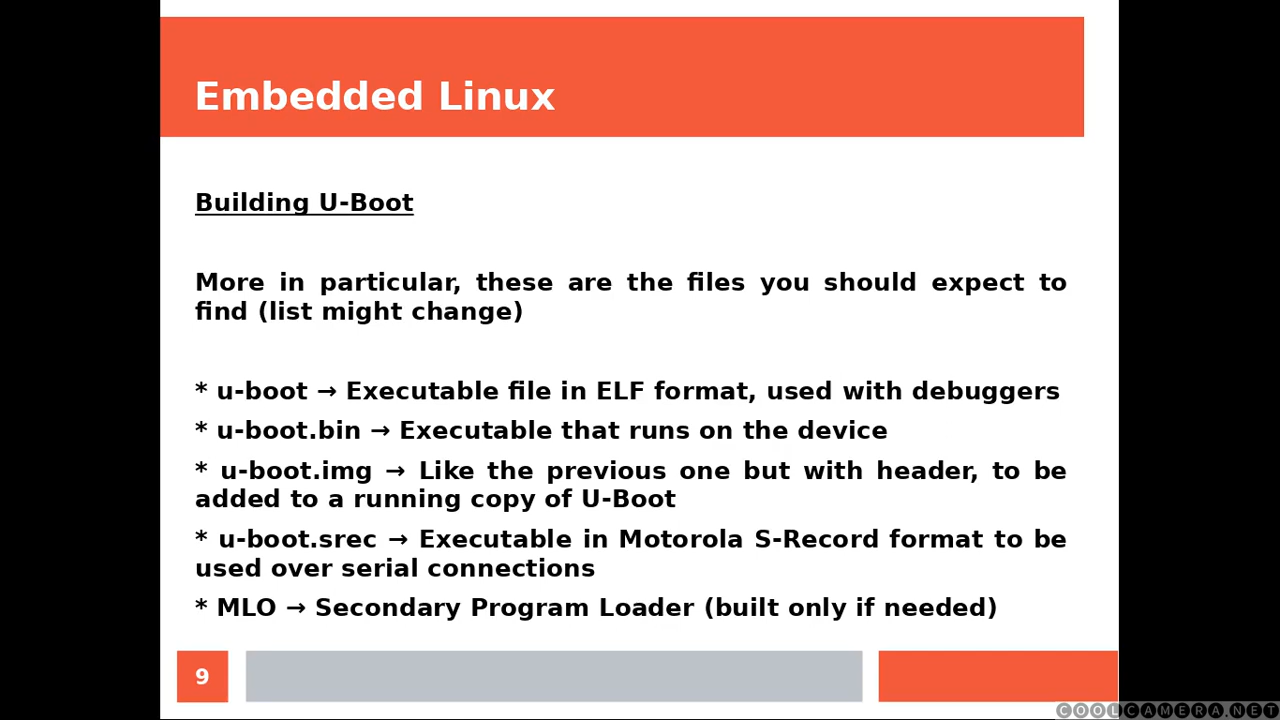 Embedded Linux
Building U-Boot
More in particular, these are the files you should expect to
find (list might change)
* u-boot → Executable file in ELF format, used with debuggers
* u-boot.bin → Executable that runs on the device
* u-boot.img → Like the previous one but with header, to be
added to a running copy of U-Boot
* u-boot.srec → Executable in Motorola S-Record format to be
used over serial connections
* MLO → Secondary Program Loader (built only if needed)
9
COOLCAMERA.NET